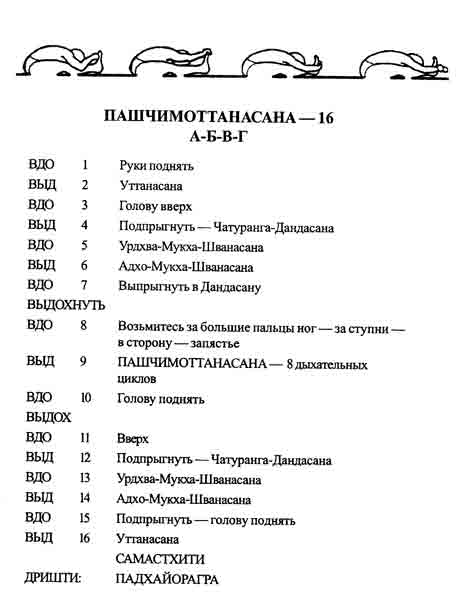 ПАШЧИМОТТАНАСАНА — 16
А-Б-В-Г
ВДО 1 Руки поднять
ВЫД 2 Уттанасана
ВДО 3 Голову вверх
ВЫД 4 Подпрыгнуть — Чатуранга-Дандасана
ВДО 5 Урдхва-Мукха-Шванасана
ВЫД 6 Адхо-Мукха-Шванасана
ВДО 7 Выпрыгнуть в Дандасану
ВЫДОХНУТЬ
ВДО 8 Возьмитесь за большие пальцы ног — за ступни —
в сторону — запястье
ВЫД 9 ПАШЧИМОТТАНАСАНА — 8 дыхательных
циклов
ВДО 10 Голову поднять
ВЫДОХ
ВДО 11 Вверх
ВЫД 12 Подпрыгнуть — Чатуранга-Дандасана
ВДО 13 Урдхва-Мукха-Шванасана
ВЫД 14 Адхо-Мукха-Шванасана
ВДО 15 Подпрыгнуть — голову поднять
ВЫД 16 Уттанасана
САМАСТХИТИ
ДРИШТИ: ПАДХАЙОРАГРА